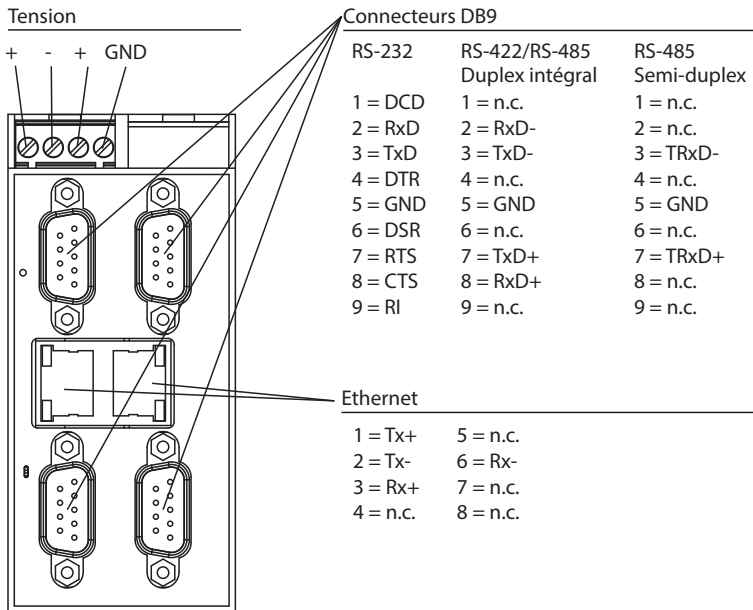 Tension
+ - + GND
Connecteurs DB9
RS-232 RS-422/RS-485 RS-485
Duplex intégral Semi-duplex
1 = DCD 1 = n.c. 1 = n.c.
2 = RxD 2 = RxD- 2 = n.c.
3 = TxD 3 = TxD- 3 = TRxD-
4 = DTR 4 = n.c. 4 = n.c.
5 = GND 5 = GND 5 = GND
6 = DSR 6 = n.c. 6 = n.c.
7 = RTS 7 = TxD+ 7 = TRxD+
8 = CTS 8 = RxD+ 8 = n.c.
9 = RI 9 = n.c. 9 = n.c.
Ethernet
1 = Tx+ 5 = n.c.
2 = Tx- 6 = Rx-
3 = Rx+ 7 = n.c.
4 = n.c. 8 = n.c.